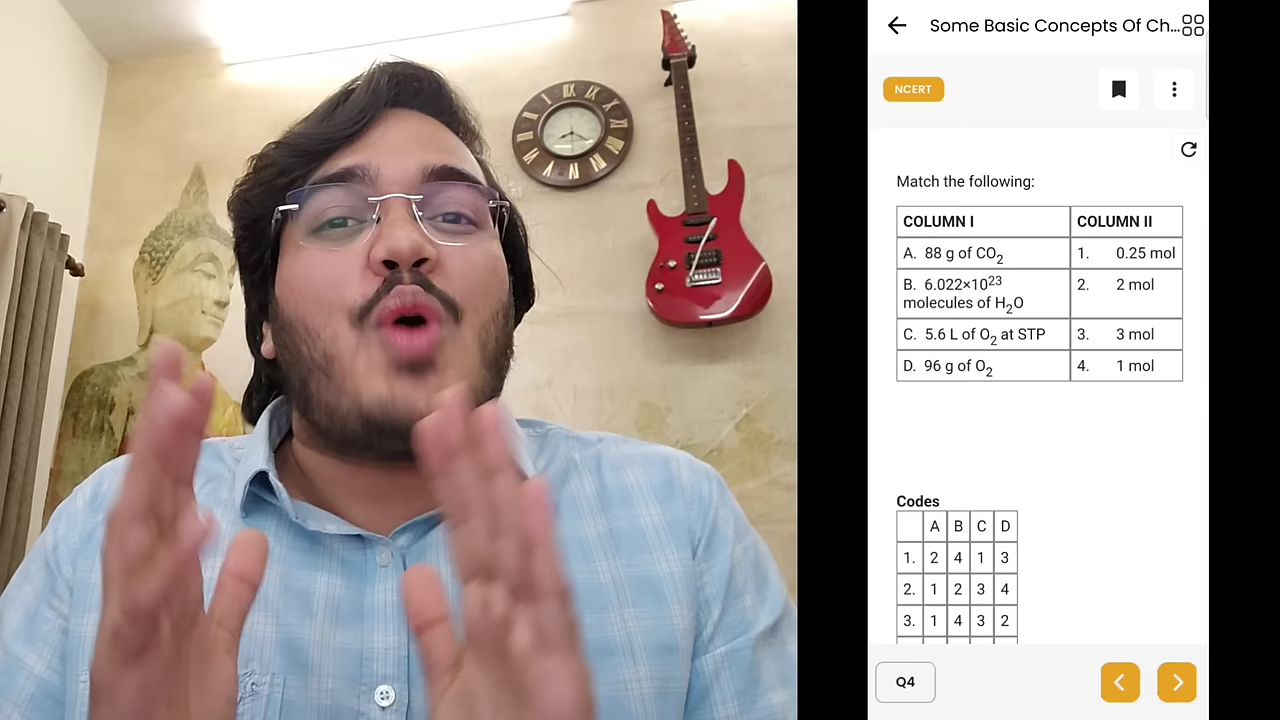 Some Basic Concepts Of Ch...
NCERT
Match the following:
COLUMN I COLUMN II
A. 88 g of CO2 1. 0.25 mol
B. 6.022×10²³ 2. 2 mol
molecules of H2O
C. 5.6 L of O2 at STP 3. 3 mol
D. 96 g of O2 4. 1 mol
Codes
A B C D
1. 2 4 1 3
2. 1 2 3 4
3. 1 4 3 2
Q4